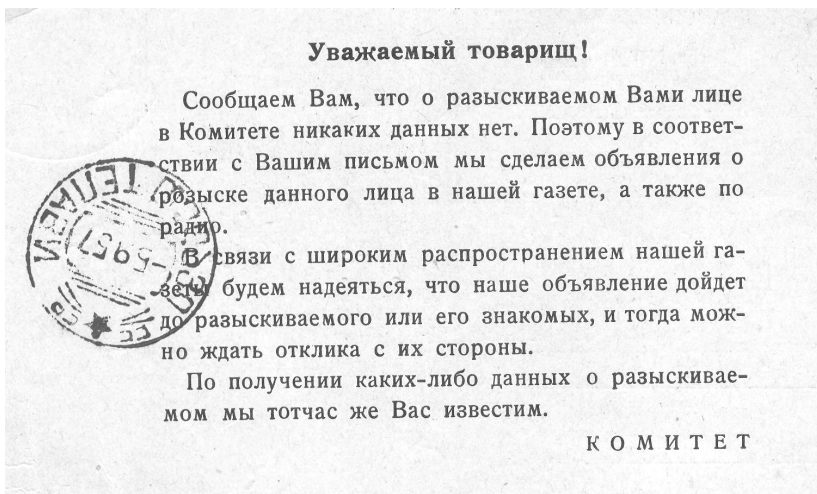 Уважаемый товарищ!
Сообщаем Вам, что о разыскиваемом Вами лице
в Комитете никаких данных нет. Поэтому в соответ-
ствии с Вашим письмом мы сделаем объявления о
розыске данного лица в нашей газете, а также по
радио.
В связи с широким распространением нашей га-
зеты будем надеяться, что наше объявление дойдет
до разыскиваемого или его знакомых, и тогда мож-
но ждать отклика с их стороны.
По получении каких-либо данных о разыскивае-
мом мы тотчас же Вас известим.
КОМИТЕТ
ТЕЛАВИ